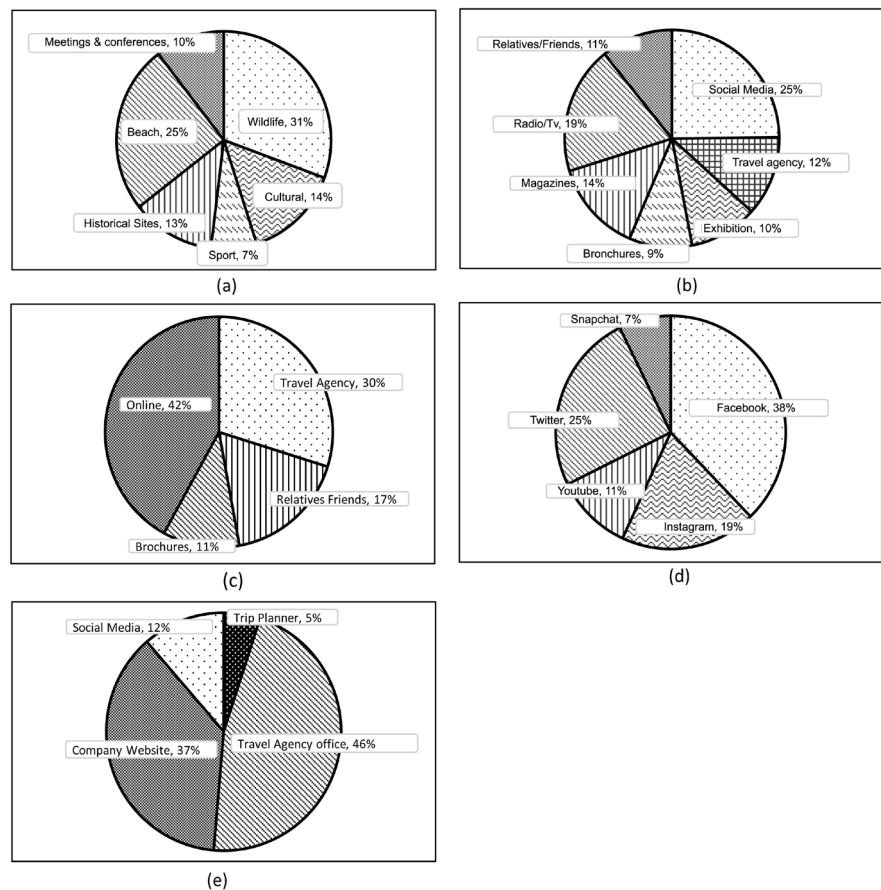 Meetings & conferences, 10%
Wildlife, 31%
Beach, 25%
Cultural, 14%
Historical Sites, 13%
Sport, 7%
(a)
Relatives/Friends, 11%
Social Media, 25%
Radio/Tv, 19%
Travel agency, 12%
Magazines, 14%
Exhibition, 10%
Bronchures, 9%
(b)
Travel Agency, 30%
Online, 42%
Relatives Friends, 17%
Brochures, 11%
(c)
Snapchat, 7%
Facebook, 38%
Twitter, 25%
Youtube, 11%
Instagram, 19%
(d)
Trip Planner, 5%
Social Media, 12%
Travel Agency office, 46%
Company Website, 37%
(e)